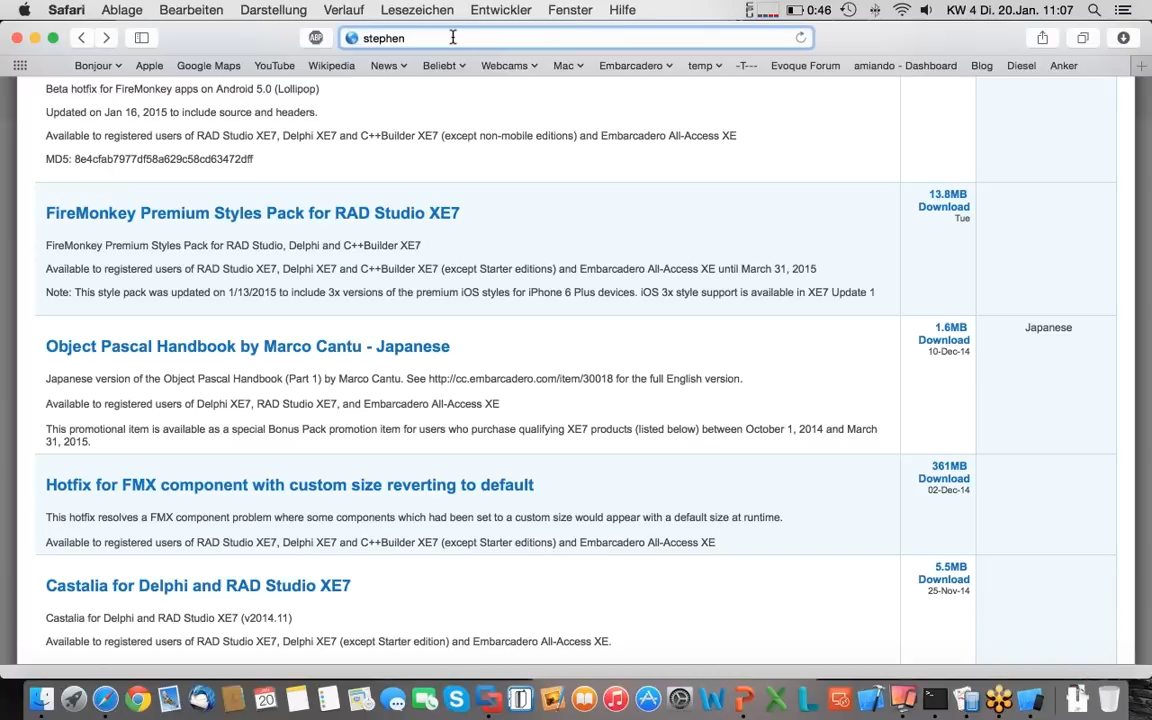 Safari Ablage Bearbeiten Darstellung Verlauf Lesezeichen Entwickler Fenster Hilfe 0:46 KW 4 Di. 20.Jan. 11:07
ABP stephen
Bonjour Apple Google Maps YouTube Wikipedia News Beliebt Webcams Mac Embarcadero temp -T--- Evoque Forum amiando - Dashboard Blog Diesel Anker
Beta hotfix for FireMonkey apps on Android 5.0 (Lollipop)
Updated on Jan 16, 2015 to include source and headers.
Available to registered users of RAD Studio XE7, Delphi XE7 and C++Builder XE7 (except non-mobile editions) and Embarcadero All-Access XE
MD5: 8e4cfab7977df58a629c58cd63472dff
FireMonkey Premium Styles Pack for RAD Studio XE7
13.8MB
Download
Tue
FireMonkey Premium Styles Pack for RAD Studio, Delphi and C++Builder XE7
Available to registered users of RAD Studio XE7, Delphi XE7 and C++Builder XE7 (except Starter editions) and Embarcadero All-Access XE until March 31, 2015
Note: This style pack was updated on 1/13/2015 to include 3x versions of the premium iOS styles for iPhone 6 Plus devices. iOS 3x style support is available in XE7 Update 1
Object Pascal Handbook by Marco Cantu - Japanese
1.6MB
Download
10-Dec-14
Japanese
Japanese version of the Object Pascal Handbook (Part 1) by Marco Cantu. See http://cc.embarcadero.com/item/30018 for the full English version.
Available to registered users of Delphi XE7, RAD Studio XE7, and Embarcadero All-Access XE
This promotional item is available as a special Bonus Pack promotion item for users who purchase qualifying XE7 products (listed below) between October 1, 2014 and March
31, 2015.
Hotfix for FMX component with custom size reverting to default
361MB
Download
02-Dec-14
This hotfix resolves a FMX component problem where some components which had been set to a custom size would appear with a default size at runtime.
Available to registered users of RAD Studio XE7, Delphi XE7 and C++Builder XE7 (except Starter editions) and Embarcadero All-Access XE
Castalia for Delphi and RAD Studio XE7
5.5MB
Download
25-Nov-14
Castalia for Delphi and RAD Studio XE7 (v2014.11)
Available to registered users of RAD Studio XE7, Delphi XE7 (except Starter edition) and Embarcadero All-Access XE.
20